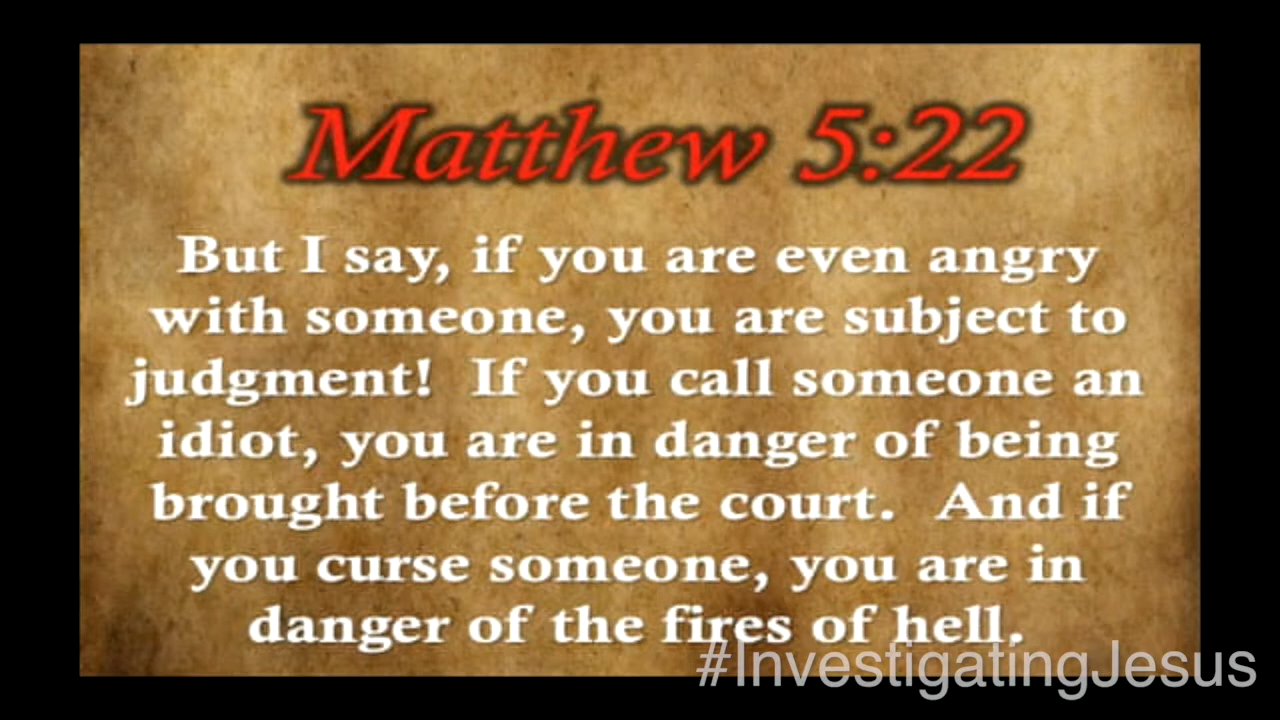 Matthew 5:22
But I say, if you are even angry
with someone, you are subject to
judgment!  If you call someone an
idiot, you are in danger of being
brought before the court.  And if
you curse someone, you are in
danger of the fires of hell.
#InvestigatingJesus